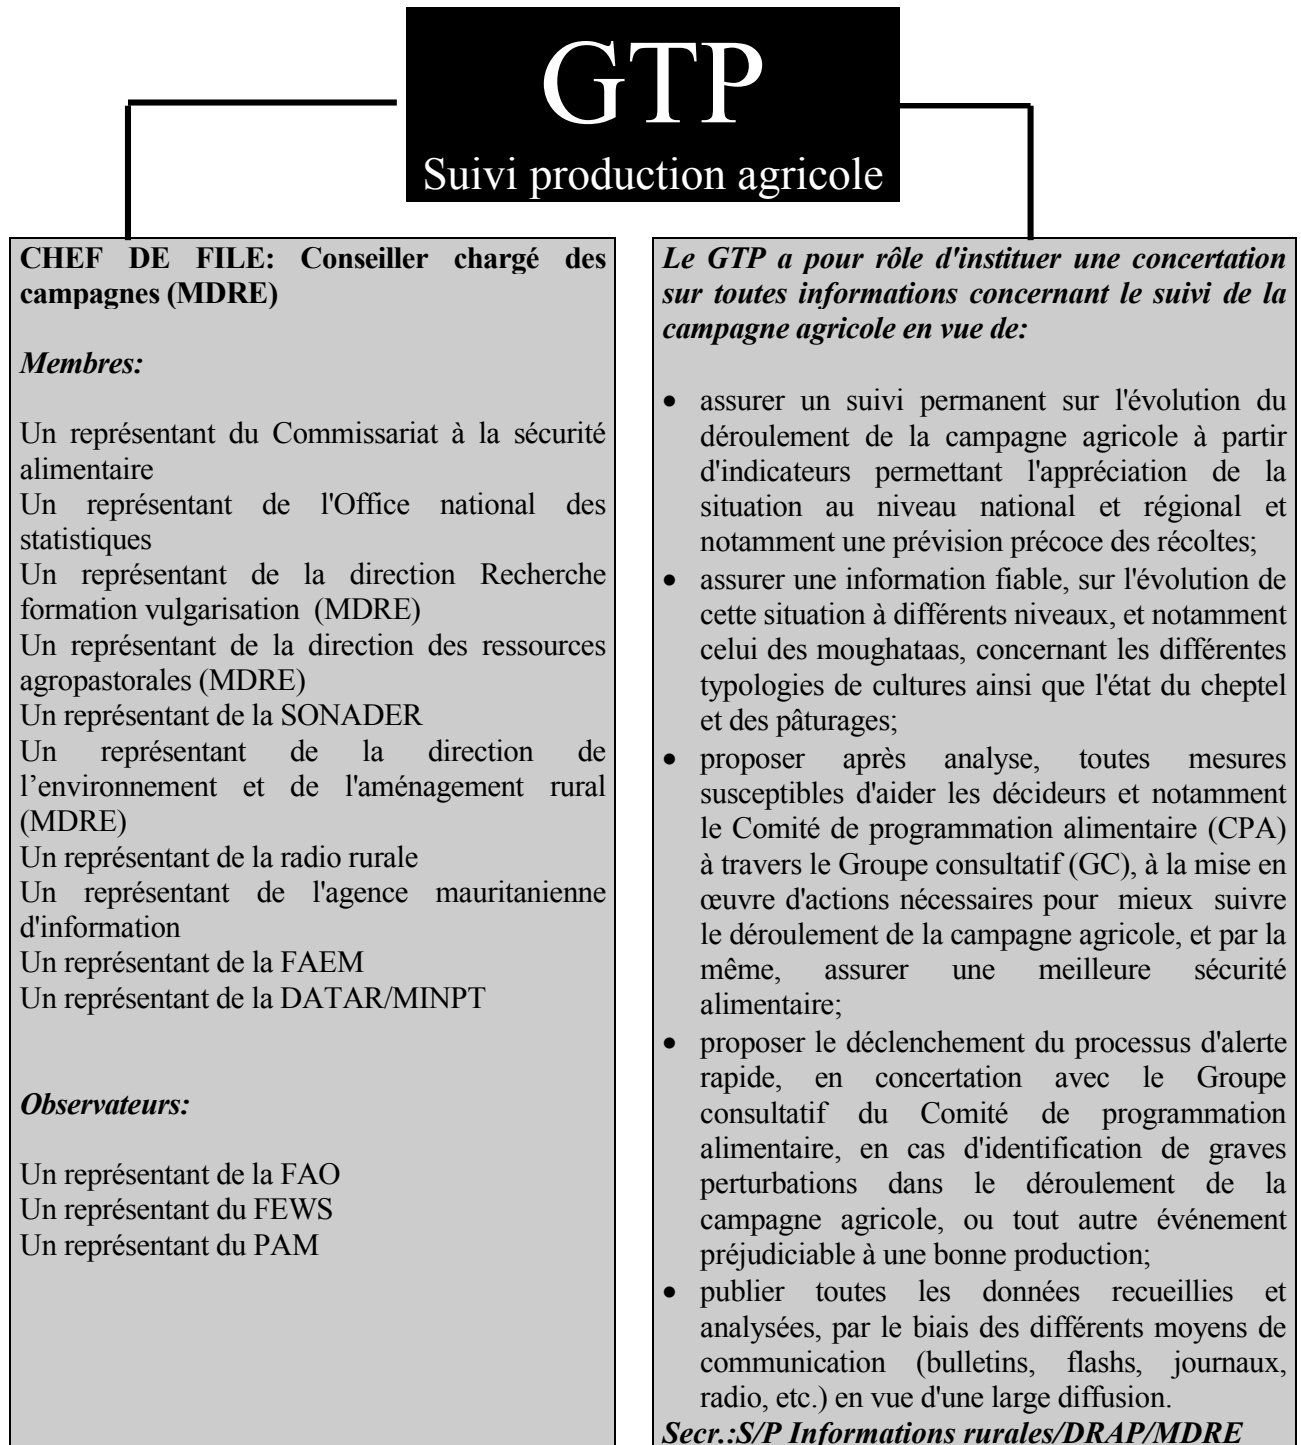 GTP
Suivi production agricole
CHEF DE FILE: Conseiller chargé des
campagnes (MDRE)
Membres:
Un représentant du Commissariat à la sécurité
alimentaire
Un représentant de l'Office national des
statistiques
Un représentant de la direction Recherche
formation vulgarisation (MDRE)
Un représentant de la direction des ressources
agropastorales (MDRE)
Un représentant de la SONADER
Un représentant de la direction de
l’environnement et de l'aménagement rural
(MDRE)
Un représentant de la radio rurale
Un représentant de l'agence mauritanienne
d'information
Un représentant de la FAEM
Un représentant de la DATAR/MINPT
Observateurs:
Un représentant de la FAO
Un représentant du FEWS
Un représentant du PAM
Le GTP a pour rôle d'instituer une concertation
sur toutes informations concernant le suivi de la
campagne agricole en vue de:
• assurer un suivi permanent sur l'évolution du
déroulement de la campagne agricole à partir
d'indicateurs permettant l'appréciation de la
situation au niveau national et régional et
notamment une prévision précoce des récoltes;
• assurer une information fiable, sur l'évolution de
cette situation à différents niveaux, et notamment
celui des moughataas, concernant les différentes
typologies de cultures ainsi que l'état du cheptel
et des pâturages;
• proposer après analyse, toutes mesures
susceptibles d'aider les décideurs et notamment
le Comité de programmation alimentaire (CPA)
à travers le Groupe consultatif (GC), à la mise en
œuvre d'actions nécessaires pour mieux suivre
le déroulement de la campagne agricole, et par la
même, assurer une meilleure sécurité
alimentaire;
• proposer le déclenchement du processus d'alerte
rapide, en concertation avec le Groupe
consultatif du Comité de programmation
alimentaire, en cas d'identification de graves
perturbations dans le déroulement de la
campagne agricole, ou tout autre événement
préjudiciable à une bonne production;
• publier toutes les données recueillies et
analysées, par le biais des différents moyens de
communication (bulletins, flashs, journaux,
radio, etc.) en vue d'une large diffusion.
Secr.:S/P Informations rurales/DRAP/MDRE